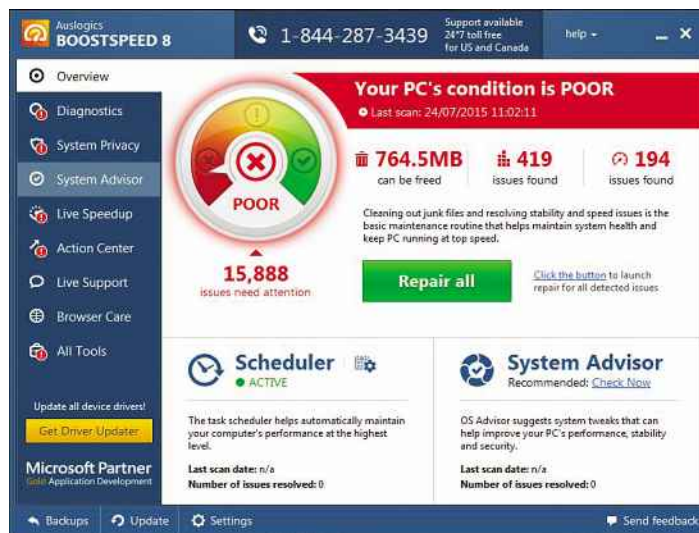 Auslogics
BOOSTSPEED 8
1-844-287-3439
Support available
24*7 toll free
for US and Canada
help
Overview
Diagnostics
System Privacy
System Advisor
Live Speedup
Action Center
Live Support
Browser Care
All Tools
Update all device drivers!
Get Driver Updater
Microsoft Partner
Gold Application Development
Your PC's condition is POOR
Last scan: 24/07/2015 11:02:11
POOR
15,888
issues need attention
764.5MB
can be freed
419
issues found
194
issues found
Cleaning out junk files and resolving stability and speed issues is the
basic maintenance routine that helps maintain system health and
keep PC running at top speed.
Repair all
Click the button to launch
repair for all detected issues
Scheduler
ACTIVE
The task scheduler helps automatically maintain
your computer's performance at the highest
level.
Last scan date: n/a
Number of issues resolved: 0
System Advisor
Recommended: Check Now
OS Advisor suggests system tweaks that can
help improve your PC's performance, stability
and security.
Last scan date: n/a
Number of issues resolved: 0
Backups
Update
Settings
Send feedback